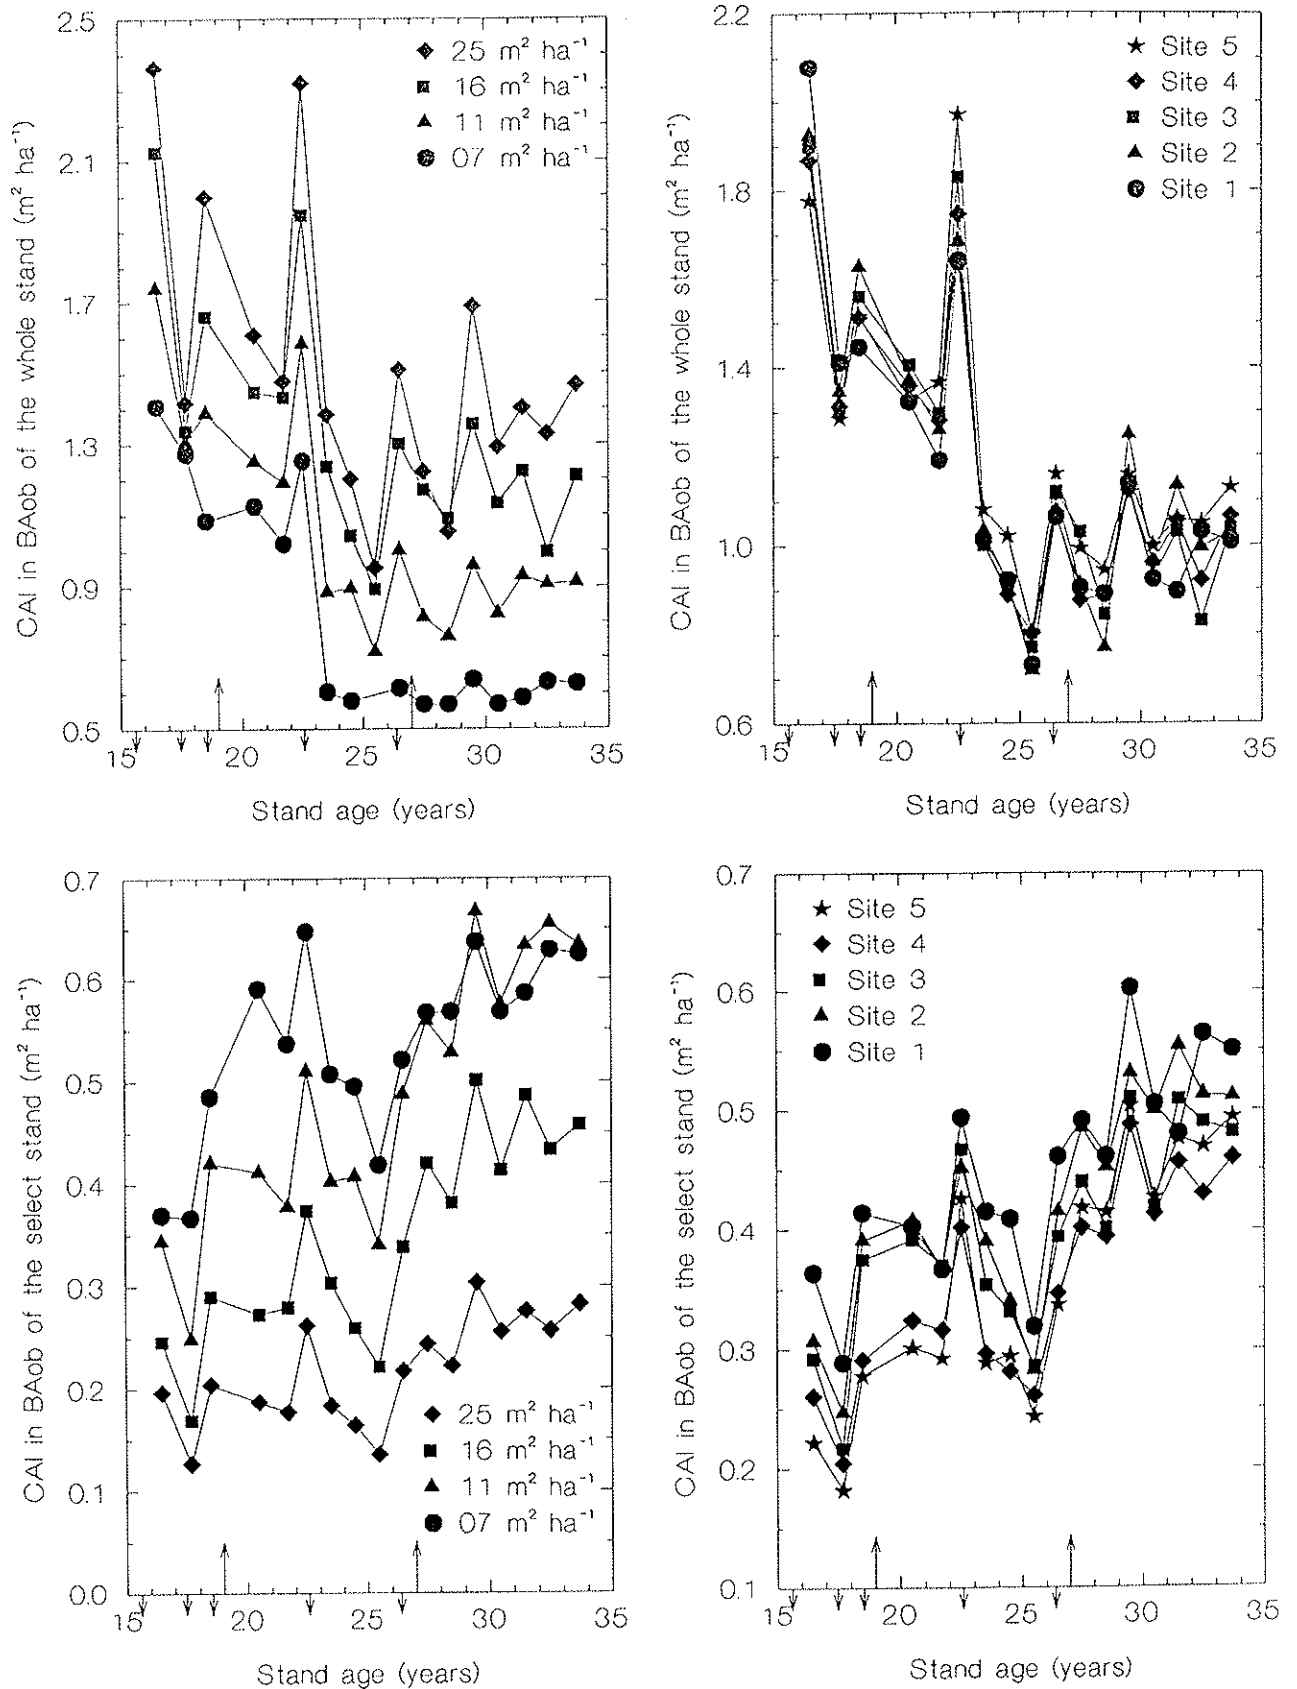 2.5
2.1
1.7
1.3
0.9
0.5
CAI in BAob of the whole stand (m² ha⁻¹)
25 m² ha⁻¹
16 m² ha⁻¹
11 m² ha⁻¹
07 m² ha⁻¹
15 20 25 30 35
Stand age (years)
2.2
1.8
1.4
1.0
0.6
CAI in BAob of the whole stand (m² ha⁻¹)
Site 5
Site 4
Site 3
Site 2
Site 1
15 20 25 30 35
Stand age (years)
0.7
0.6
0.5
0.4
0.3
0.2
0.1
0.0
CAI in BAob of the select stand (m² ha⁻¹)
25 m² ha⁻¹
16 m² ha⁻¹
11 m² ha⁻¹
07 m² ha⁻¹
15 20 25 30 35
Stand age (years)
0.7
0.6
0.5
0.4
0.3
0.2
0.1
CAI in BAob of the select stand (m² ha⁻¹)
Site 5
Site 4
Site 3
Site 2
Site 1
15 20 25 30 35
Stand age (years)